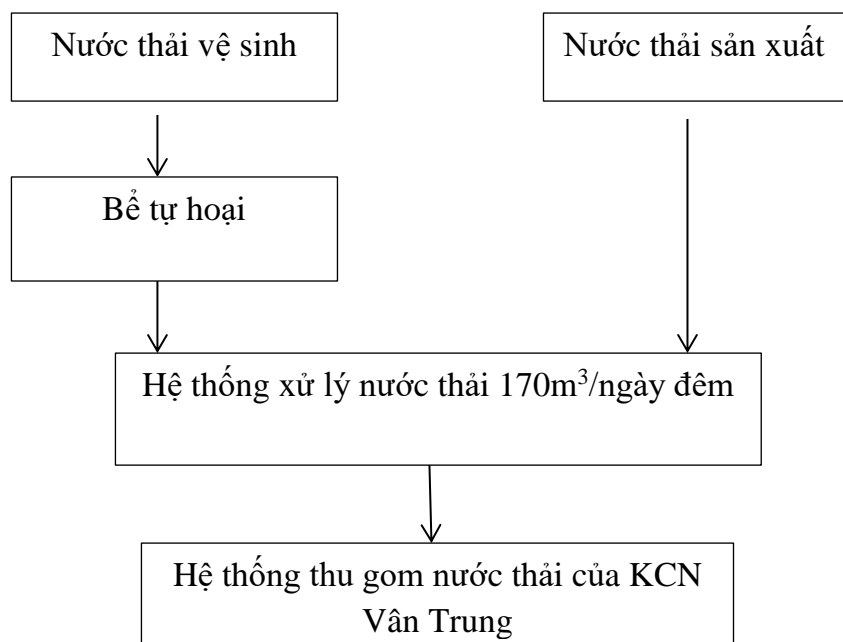 Nước thải vệ sinh
Nước thải sản xuất
Bể tự hoại
Hệ thống xử lý nước thải 170m³/ngày đêm
Hệ thống thu gom nước thải của KCN
Vân Trung